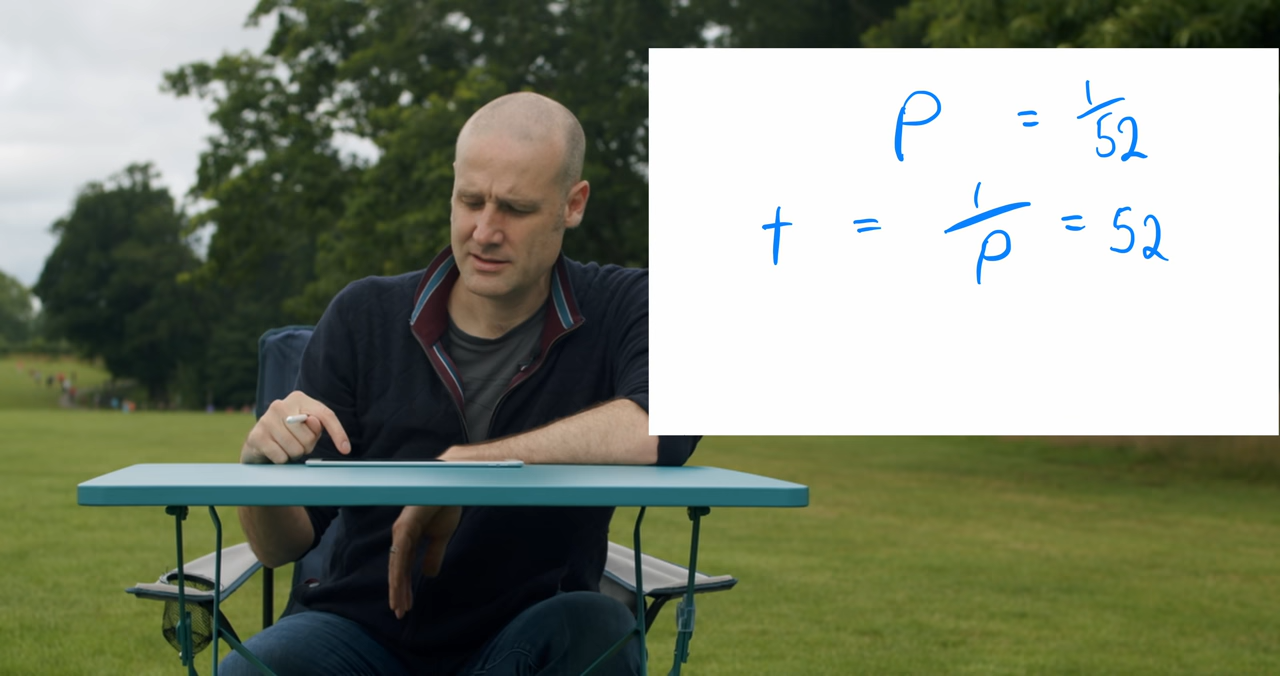 P = 1/52
t = 1/P = 52